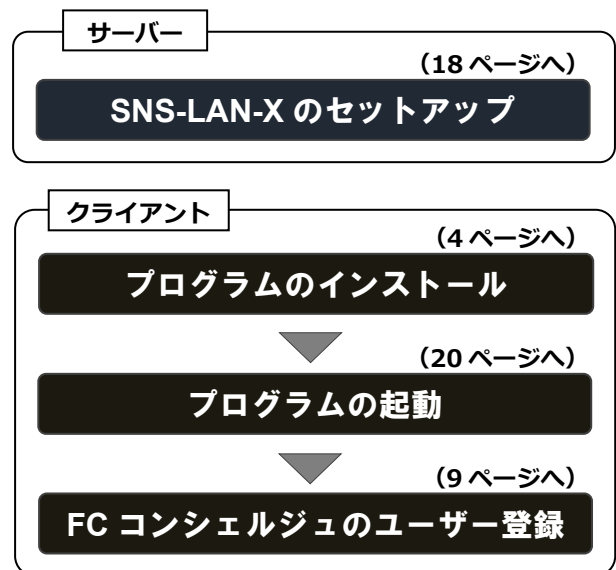 サーバー
（18 ページへ）
SNS-LAN-X のセットアップ
クライアント
（4 ページへ）
プログラムのインストール
（20 ページへ）
プログラムの起動
（9 ページへ）
FC コンシェルジュのユーザー登録